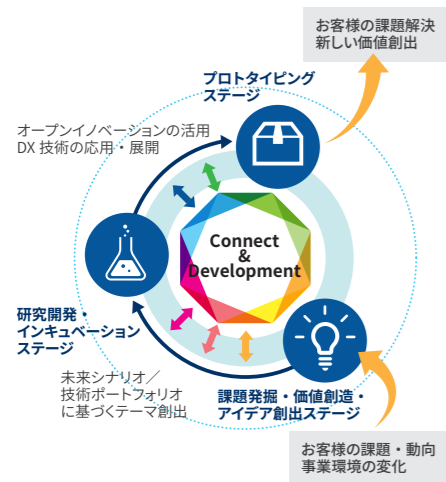 お客様の課題解決
新しい価値創出
プロトタイピング
ステージ
オープンイノベーションの活用
DX 技術の応用・展開
Connect
&
Development
研究開発・
インキュベーション
ステージ
未来シナリオ／
技術ポートフォリオ
に基づくテーマ創出
課題発掘・価値創造・
アイデア創出ステージ
お客様の課題・動向
事業環境の変化